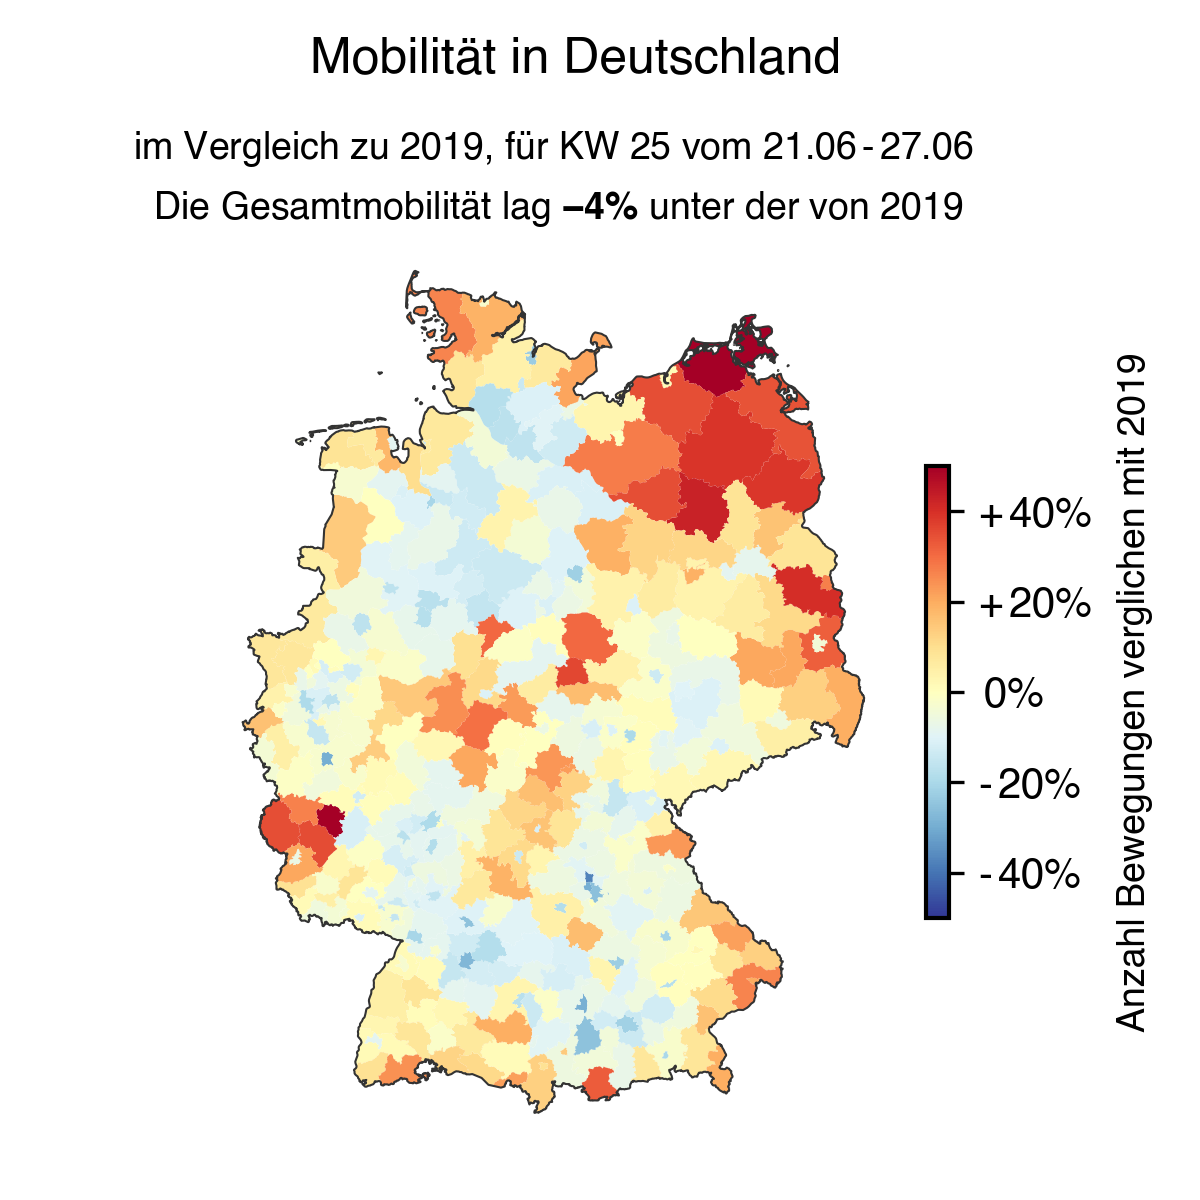 Mobilität in Deutschland
im Vergleich zu 2019, für KW 25 vom 21.06 - 27.06
Die Gesamtmobilität lag –4% unter der von 2019
+40%
+20%
0%
-20%
-40%
Anzahl Bewegungen verglichen mit 2019